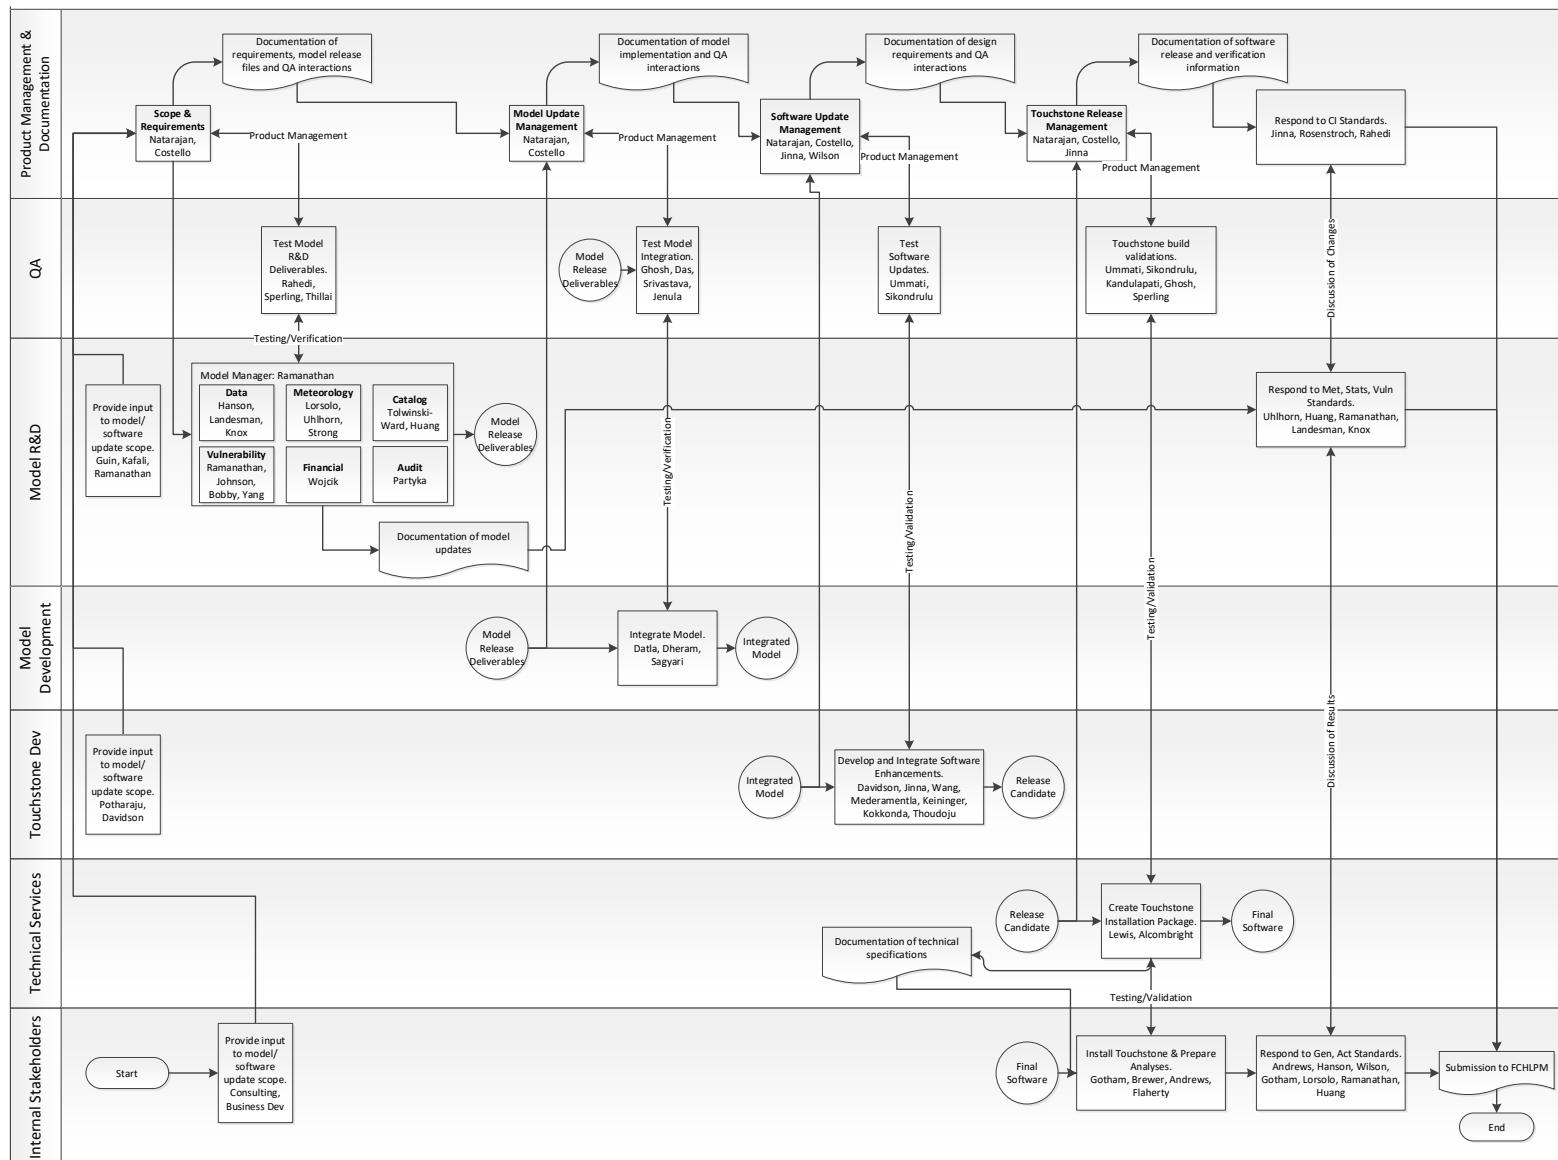 Product Management &
Documentation
Documentation of
requirements, model release
files and QA interactions
Documentation of model
implementation and QA
interactions
Documentation of design
requirements and QA
interactions
Documentation of software
release and verification
information
Scope &
Requirements
Natarajan,
Costello
Product Management
Model Update
Management
Natarajan,
Costello
Product Management
Software Update
Management
Natarajan, Costello,
Jinna, Wilson
Product Management
Touchstone Release
Management
Natarajan, Costello,
Jinna
Product Management
Respond to CI Standards.
Jinna, Rosenstroch, Rahedi
QA
Test Model
R&D
Deliverables.
Rahedi,
Sperling, Thillai
Model
Release
Deliverables
Test Model
Integration.
Ghosh, Das,
Srivastava,
Jenula
Test
Software
Updates.
Ummati,
Sikondrulu
Touchstone build
validations.
Ummati, Sikondrulu,
Kandulapati, Ghosh,
Sperling
Discussion of Changes
Testing/Verification
Model R&D
Provide input
to model/
software
update scope.
Guin, Kafali,
Ramanathan
Model Manager: Ramanathan
Data
Hanson,
Landesman,
Knox
Meteorology
Lorsolo,
Uhlhorn,
Strong
Catalog
Tolwinski-
Ward, Huang
Vulnerability
Ramanathan,
Johnson,
Bobby, Yang
Financial
Wojcik
Audit
Partyka
Model
Release
Deliverables
Testing/Verification
Testing/Validation
Testing/Validation
Respond to Met, Stats, Vuln
Standards.
Uhlhorn, Huang, Ramanathan,
Landesman, Knox
Documentation of model
updates
Model
Development
Model
Release
Deliverables
Integrate Model.
Datla, Dheram,
Sagyari
Integrated
Model
Discussion of Results
Touchstone Dev
Provide input
to model/
software
update scope.
Potharaju,
Davidson
Integrated
Model
Develop and Integrate Software
Enhancements.
Davidson, Jinna, Wang,
Mederamentla, Keininger,
Kokkonda, Thoudoju
Release
Candidate
Technical Services
Documentation of technical
specifications
Release
Candidate
Create Touchstone
Installation Package.
Lewis, Alcombright
Final
Software
Testing/Validation
Internal Stakeholders
Start
Provide input
to model/
software
update scope.
Consulting,
Business Dev
Final
Software
Install Touchstone & Prepare
Analyses.
Gotham, Brewer, Andrews,
Flaherty
Respond to Gen, Act Standards.
Andrews, Hanson, Wilson,
Gotham, Lorsolo, Ramanathan,
Huang
Submission to FCHLPM
End